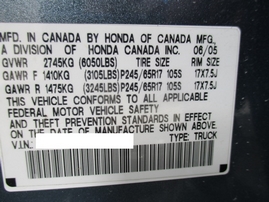 MFD. IN CANADA BY HONDA OF CANADA MFG.,
A DIVISION OF HONDA CANADA INC. 06/05
GVWR 2745KG (6050LBS) TIRE SIZE RIM SIZE
GAWR F 1410KG (3105LBS) P245/65R17 105S 17X7.5J
GAWR R 1475KG (3245LBS) P245/65R17 105S 17X7.5J
THIS VEHICLE CONFORMS TO ALL APPLICABLE
FEDERAL MOTOR VEHICLE SAFETY
AND THEFT PREVENTION STANDARDS IN EFFECT
ON THE DATE OF MANUFACTURE SHOWN ABOVE.
V.I.N.:
TYPE: TRUCK